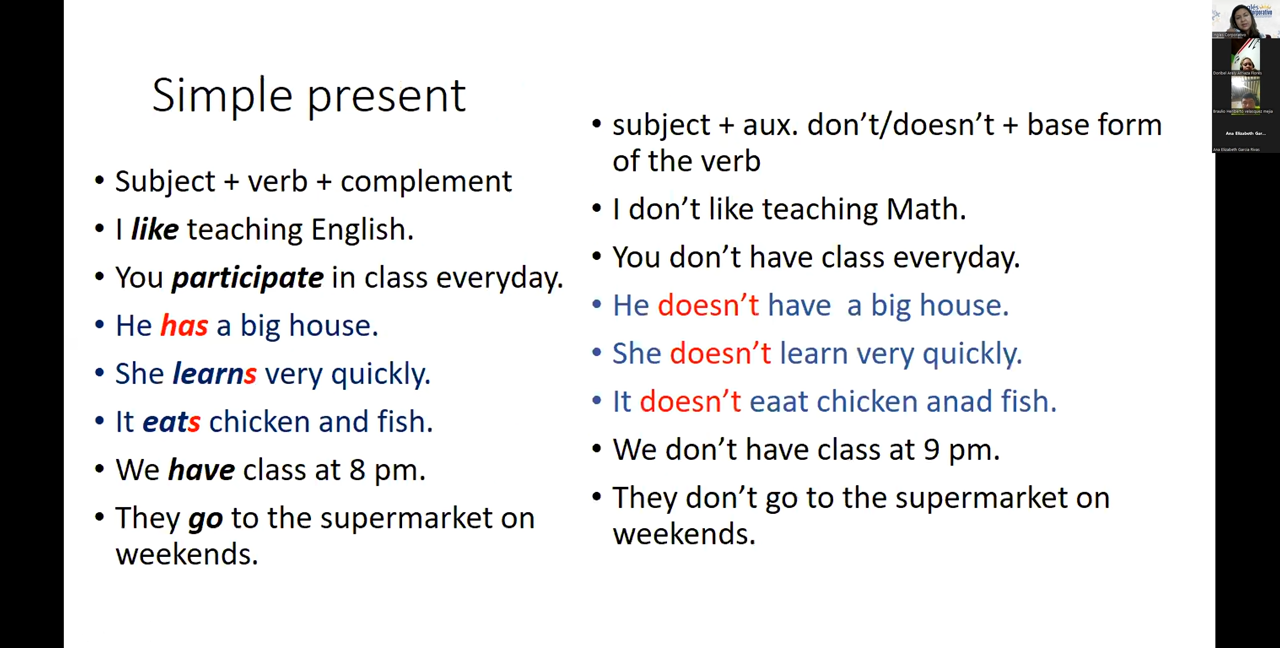 Simple present
• Subject + verb + complement
• I like teaching English.
• You participate in class everyday.
• He has a big house.
• She learns very quickly.
• It eats chicken and fish.
• We have class at 8 pm.
• They go to the supermarket on
weekends.
• subject + aux. don’t/doesn’t + base form
of the verb
• I don’t like teaching Math.
• You don’t have class everyday.
• He doesn’t have  a big house.
• She doesn’t learn very quickly.
• It doesn’t eaat chicken anad fish.
• We don’t have class at 9 pm.
• They don’t go to the supermarket on
weekends.
Ana Elizabeth Gar...